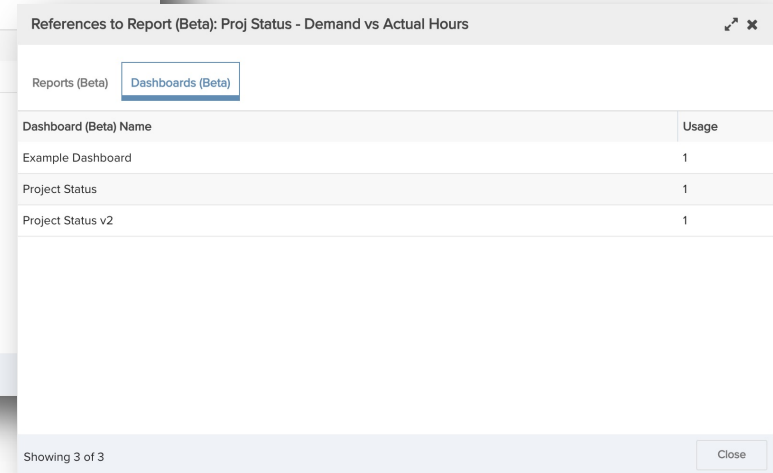 References to Report (Beta): Proj Status - Demand vs Actual Hours
Reports (Beta) Dashboards (Beta)
Dashboard (Beta) Name Usage
Example Dashboard 1
Project Status 1
Project Status v2 1
Showing 3 of 3 Close